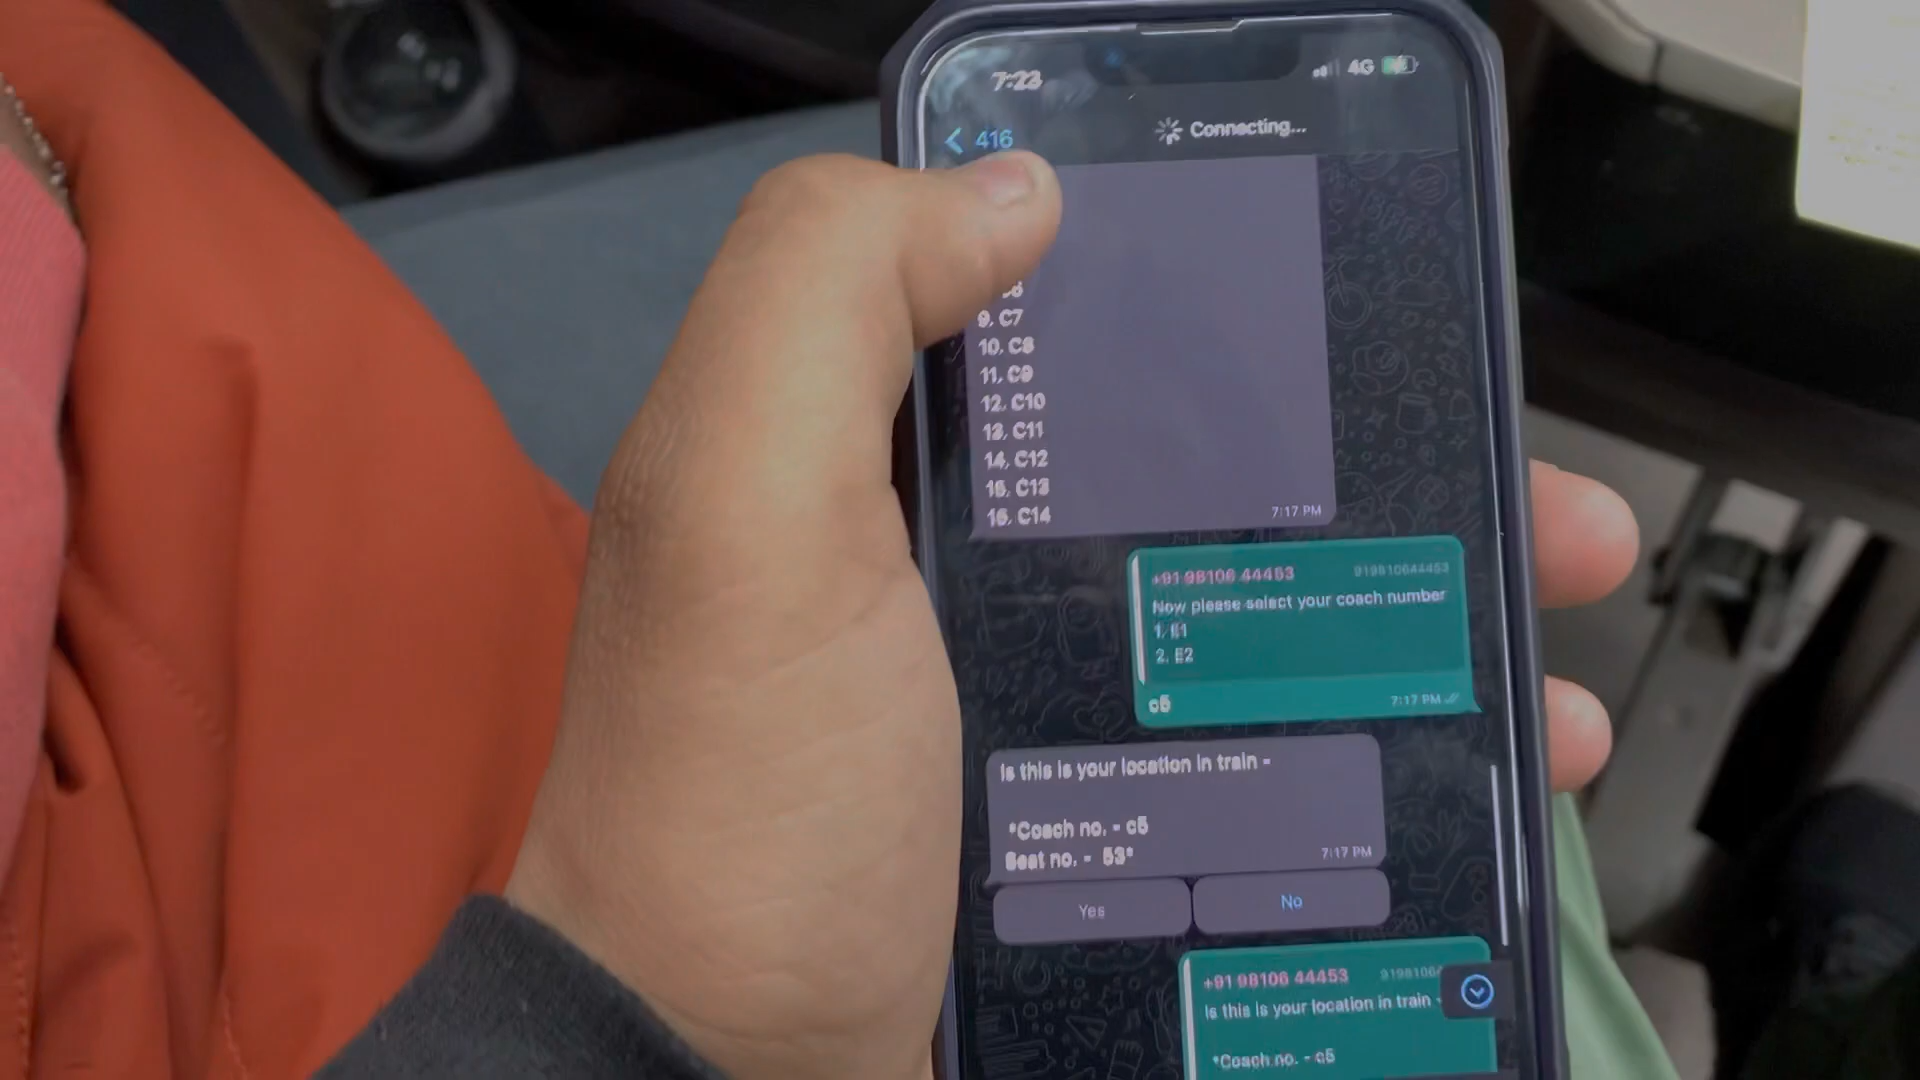 7:23
4G
416
Connecting...
9. C7
10. C8
11. C9
12. C10
13. C11
14. C12
15. C13
16. C14
7:17 PM
+91 98106 44453
919810644453
Now please select your coach number
1. E1
2. E2
c5
7:17 PM
Is this is your location in train -
*Coach no. - c5
Seat no. - 53*
7:17 PM
Yes
No
+91 98106 44453
Is this is your location in train -
*Coach no. - c5